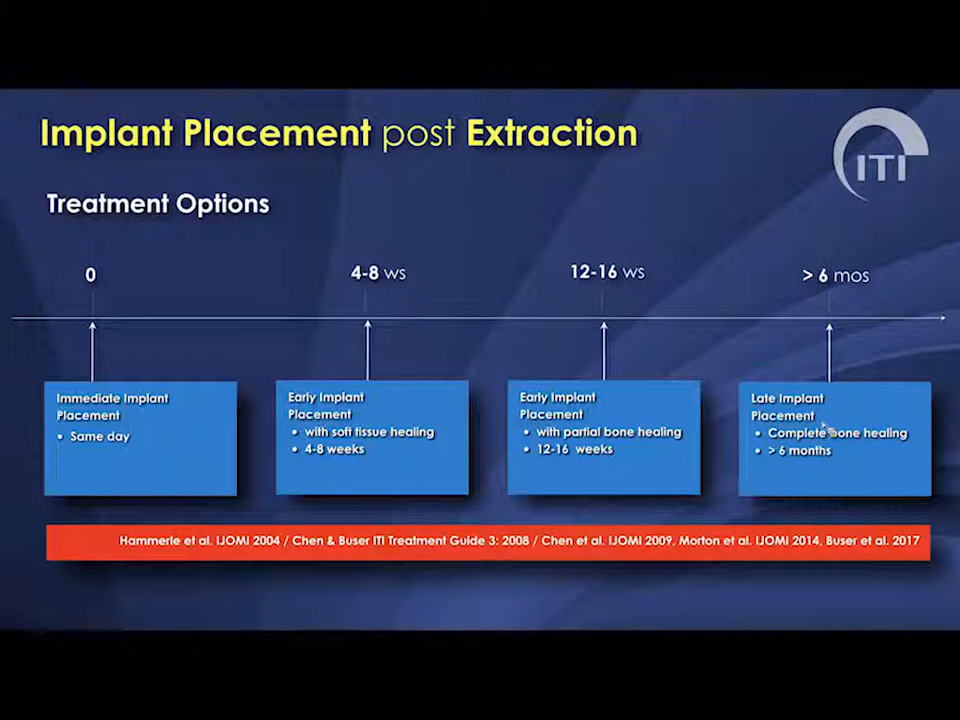 Implant Placement post Extraction
ITI
Treatment Options
0
4-8 ws
12-16 ws
> 6 mos
Immediate Implant
Placement
• Same day
Early Implant
Placement
• with soft tissue healing
• 4-8 weeks
Early Implant
Placement
• with partial bone healing
• 12-16 weeks
Late Implant
Placement
• Complete bone healing
• > 6 months
Hammerle et al. IJOMI 2004 / Chen & Buser ITI Treatment Guide 3: 2008 / Chen et al. IJOMI 2009, Morton et al. IJOMI 2014, Buser et al. 2017